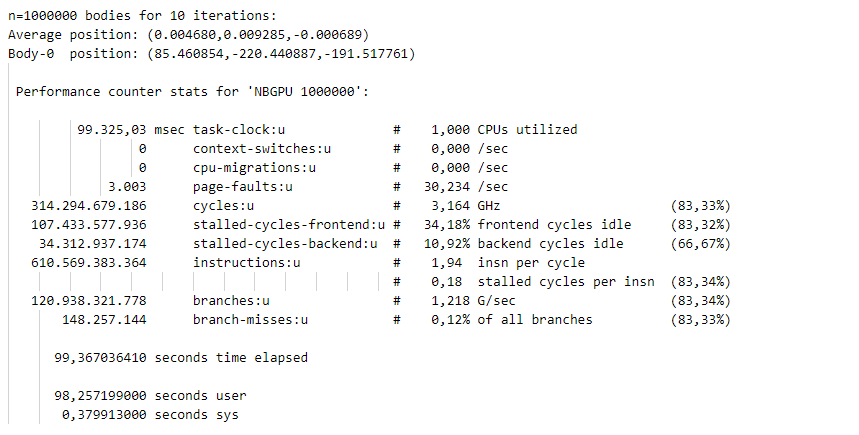 n=1000000 bodies for 10 iterations:
Average position: (0.004680,0.009285,-0.000689)
Body-0  position: (85.460854,-220.440887,-191.517761)
Performance counter stats for 'NBGPU 1000000':
99.325,03 msec task-clock:u              #    1,000 CPUs utilized
0      context-switches:u        #    0,000 /sec
0      cpu-migrations:u          #    0,000 /sec
3.003      page-faults:u             #   30,234 /sec
314.294.679.186      cycles:u                  #    3,164 GHz                      (83,33%)
107.433.577.936      stalled-cycles-frontend:u #   34,18% frontend cycles idle     (83,32%)
34.312.937.174      stalled-cycles-backend:u  #   10,92% backend cycles idle      (66,67%)
610.569.383.364      instructions:u            #    1,94  insn per cycle
#    0,18  stalled cycles per insn  (83,34%)
120.938.321.778      branches:u                #    1,218 G/sec                    (83,34%)
148.257.144      branch-misses:u           #    0,12% of all branches          (83,33%)
99,367036410 seconds time elapsed
98,257199000 seconds user
0,379913000 seconds sys